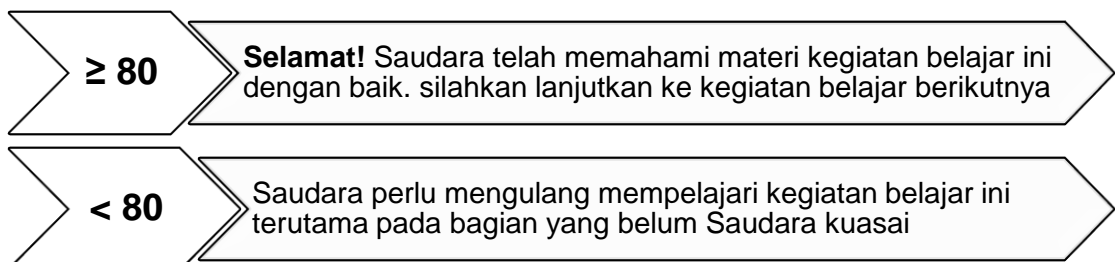 ≥ 80
Selamat! Saudara telah memahami materi kegiatan belajar ini
dengan baik. silahkan lanjutkan ke kegiatan belajar berikutnya
< 80
Saudara perlu mengulang mempelajari kegiatan belajar ini
terutama pada bagian yang belum Saudara kuasai